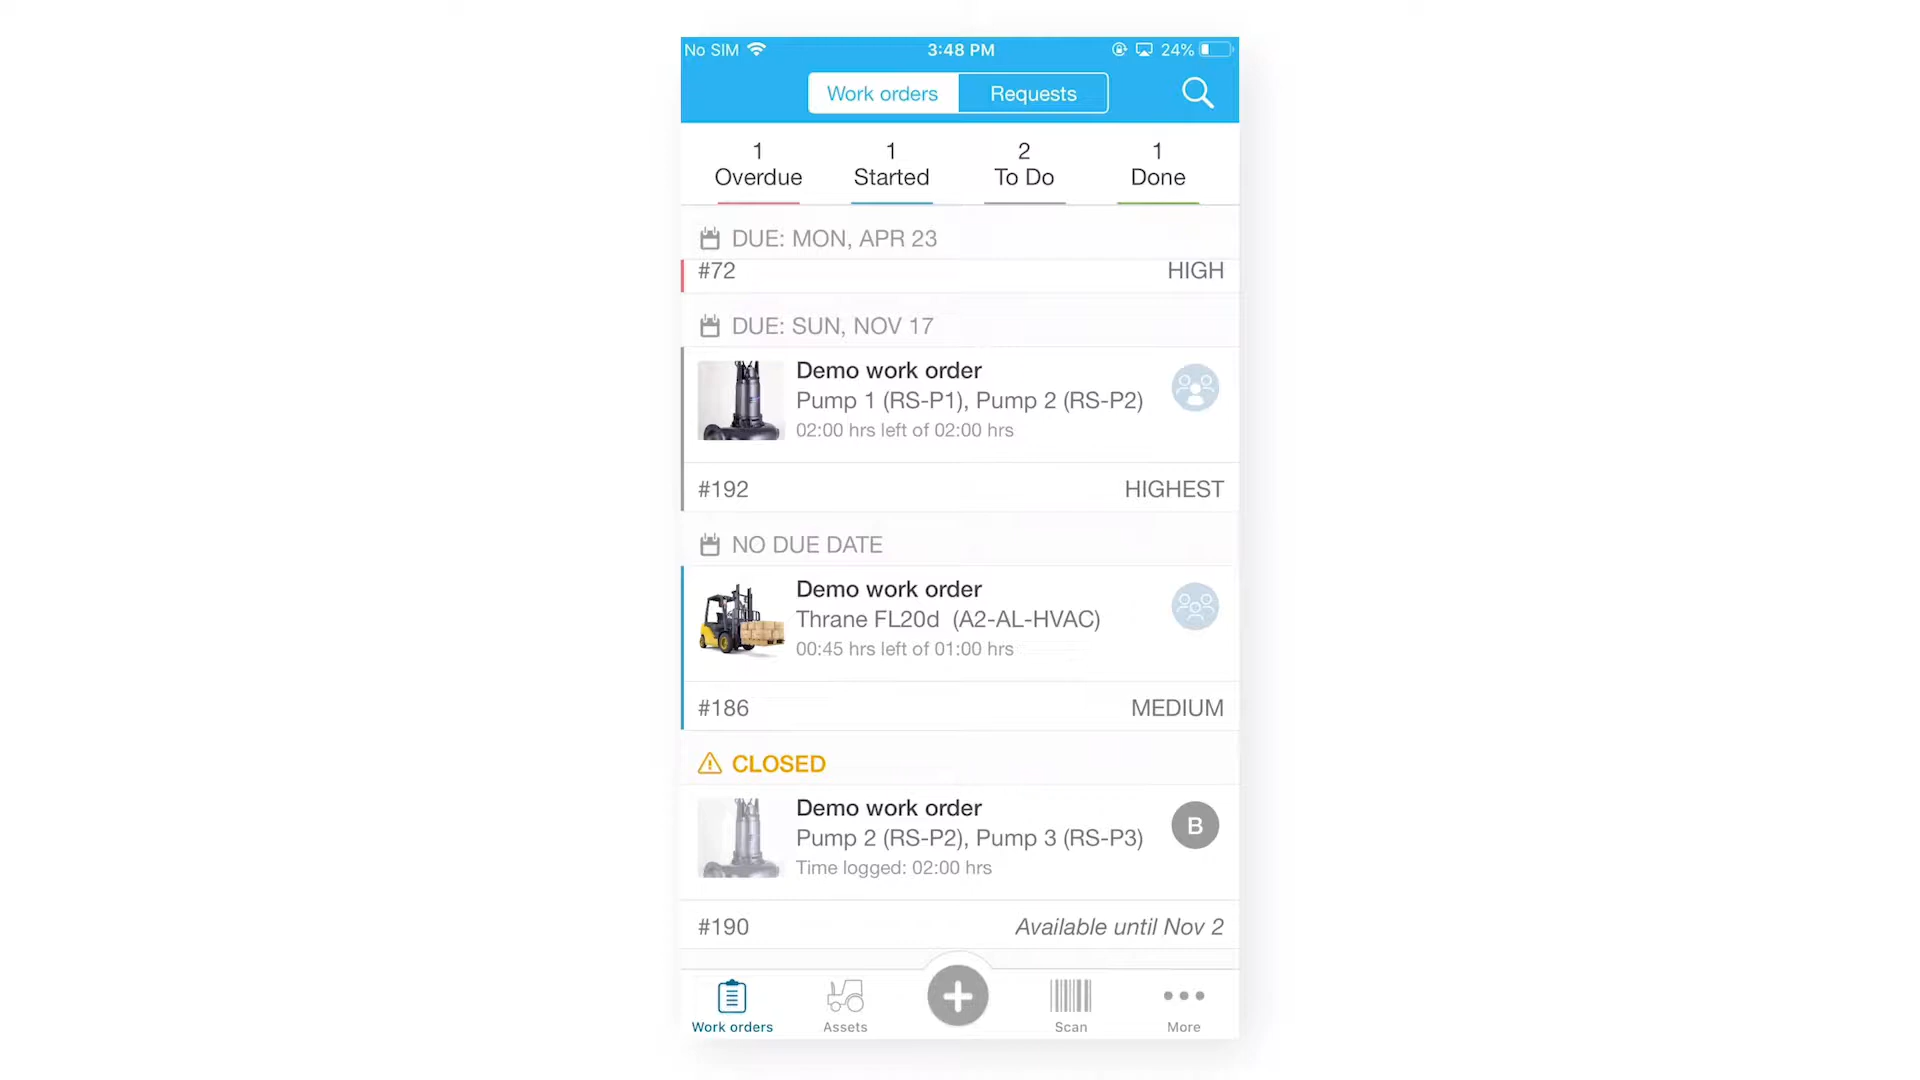 No SIM 3:48 PM 24%
Work orders Requests
1 1 2 1
Overdue Started To Do Done
DUE: MON, APR 23
#72 HIGH
DUE: SUN, NOV 17
Demo work order
Pump 1 (RS-P1), Pump 2 (RS-P2)
02:00 hrs left of 02:00 hrs
#192 HIGHEST
NO DUE DATE
Demo work order
Thrane FL20d (A2-AL-HVAC)
00:45 hrs left of 01:00 hrs
#186 MEDIUM
CLOSED
Demo work order
B
Pump 2 (RS-P2), Pump 3 (RS-P3)
Time logged: 02:00 hrs
#190 Available until Nov 2
Work orders Assets Scan More